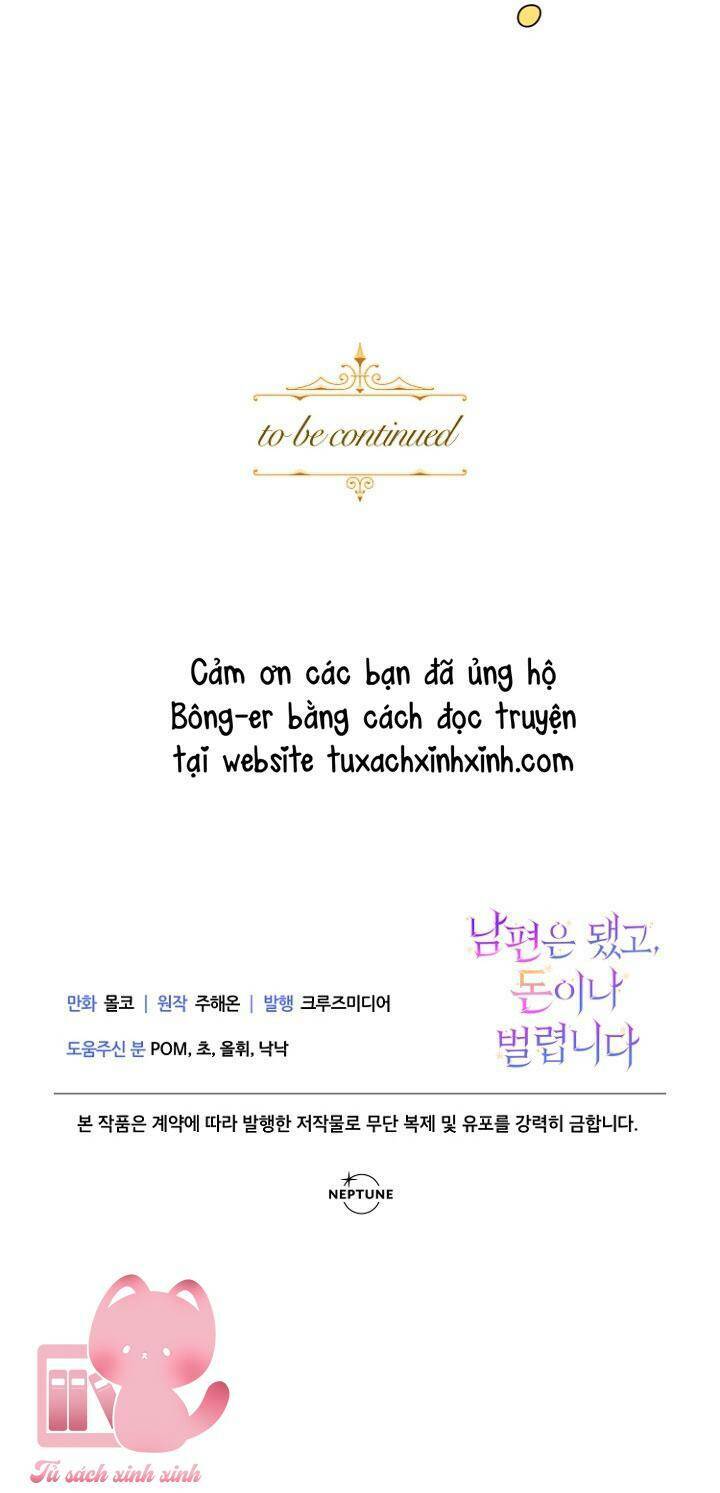 to be continued
Cảm ơn các bạn đã ủng hộ
Bông-er bằng cách đọc truyện
tại website tuxachxinhxinh.com
남편은 됐고,
돈이나
벌렵니다
만화 몰코 | 원작 주해온 | 발행 크루즈미디어
도움주신 분 POM, 초, 올휘, 낙낙
본 작품은 계약에 따라 발행한 저작물로 무단 복제 및 유포를 강력히 금합니다.
NEPTUNE
Tủ sách xinh xinh